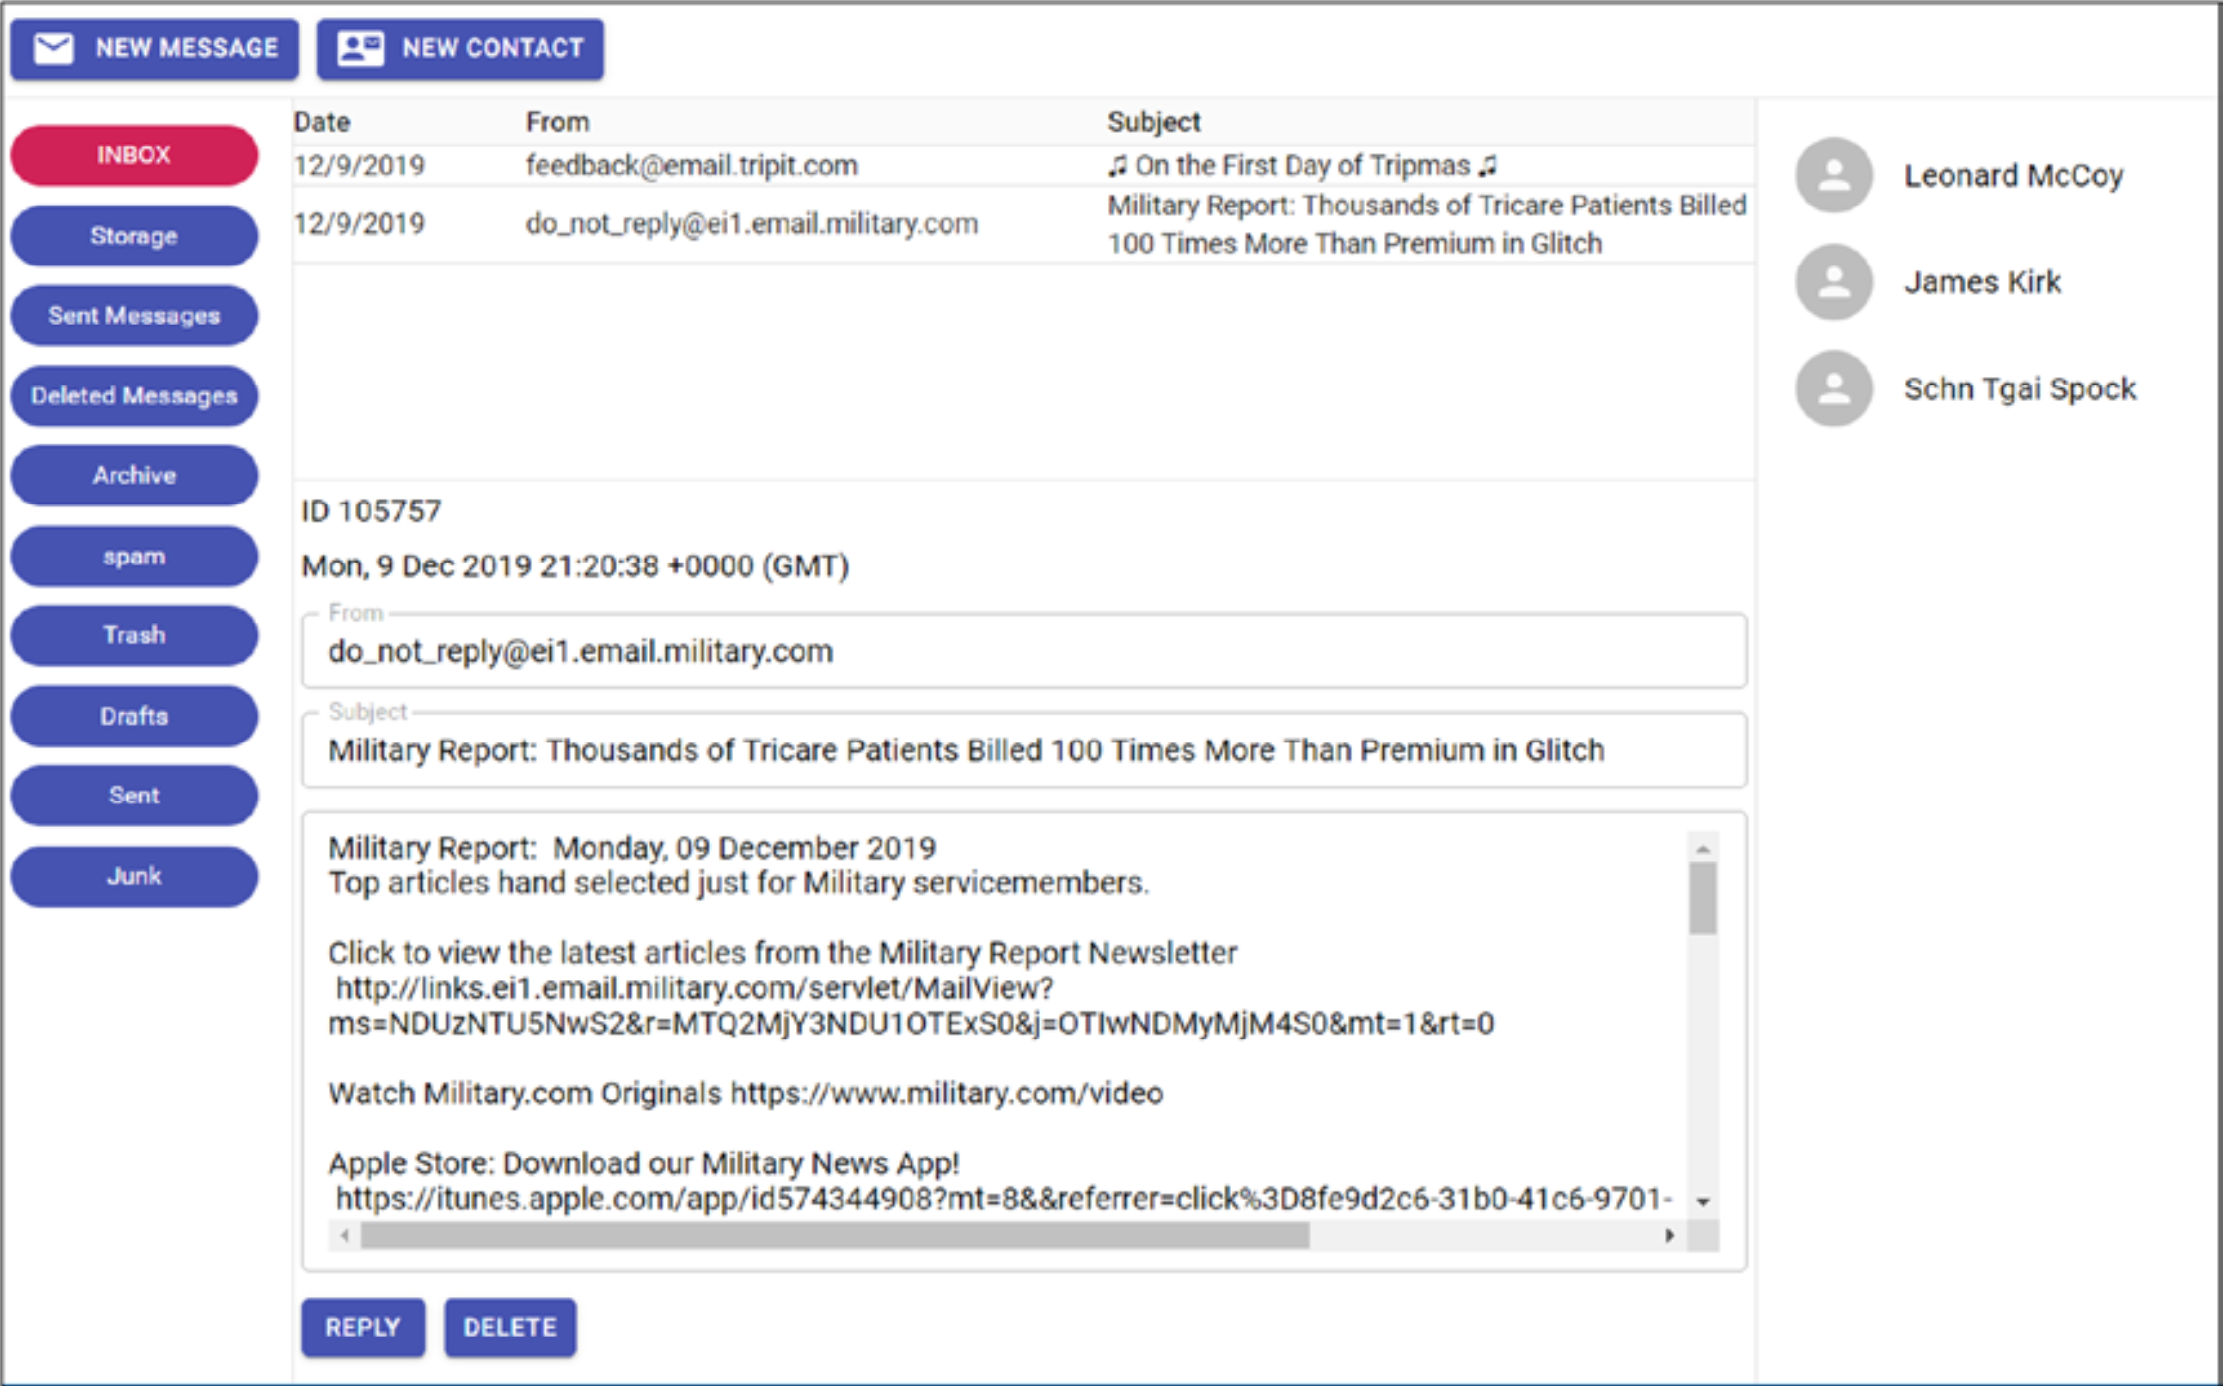 NEW MESSAGE NEW CONTACT
INBOX
Storage
Sent Messages
Deleted Messages
Archive
spam
Trash
Drafts
Sent
Junk
Date From Subject
12/9/2019 feedback@email.tripit.com ♫ On the First Day of Tripmas ♫
12/9/2019 do_not_reply@ei1.email.military.com Military Report: Thousands of Tricare Patients Billed
100 Times More Than Premium in Glitch
ID 105757
Mon, 9 Dec 2019 21:20:38 +0000 (GMT)
From
do_not_reply@ei1.email.military.com
Subject
Military Report: Thousands of Tricare Patients Billed 100 Times More Than Premium in Glitch
Military Report: Monday, 09 December 2019
Top articles hand selected just for Military servicemembers.
Click to view the latest articles from the Military Report Newsletter
http://links.ei1.email.military.com/servlet/MailView?
ms=NDUzNTU5NwS2&r=MTQ2MjY3NDU1OTExS0&j=OTIwNDMyMjM4S0&mt=1&rt=0
Watch Military.com Originals https://www.military.com/video
Apple Store: Download our Military News App!
https://itunes.apple.com/app/id574344908?mt=8&&referrer=click%3D8fe9d2c6-31b0-41c6-9701-
REPLY DELETE
Leonard McCoy
James Kirk
Schn Tgai Spock